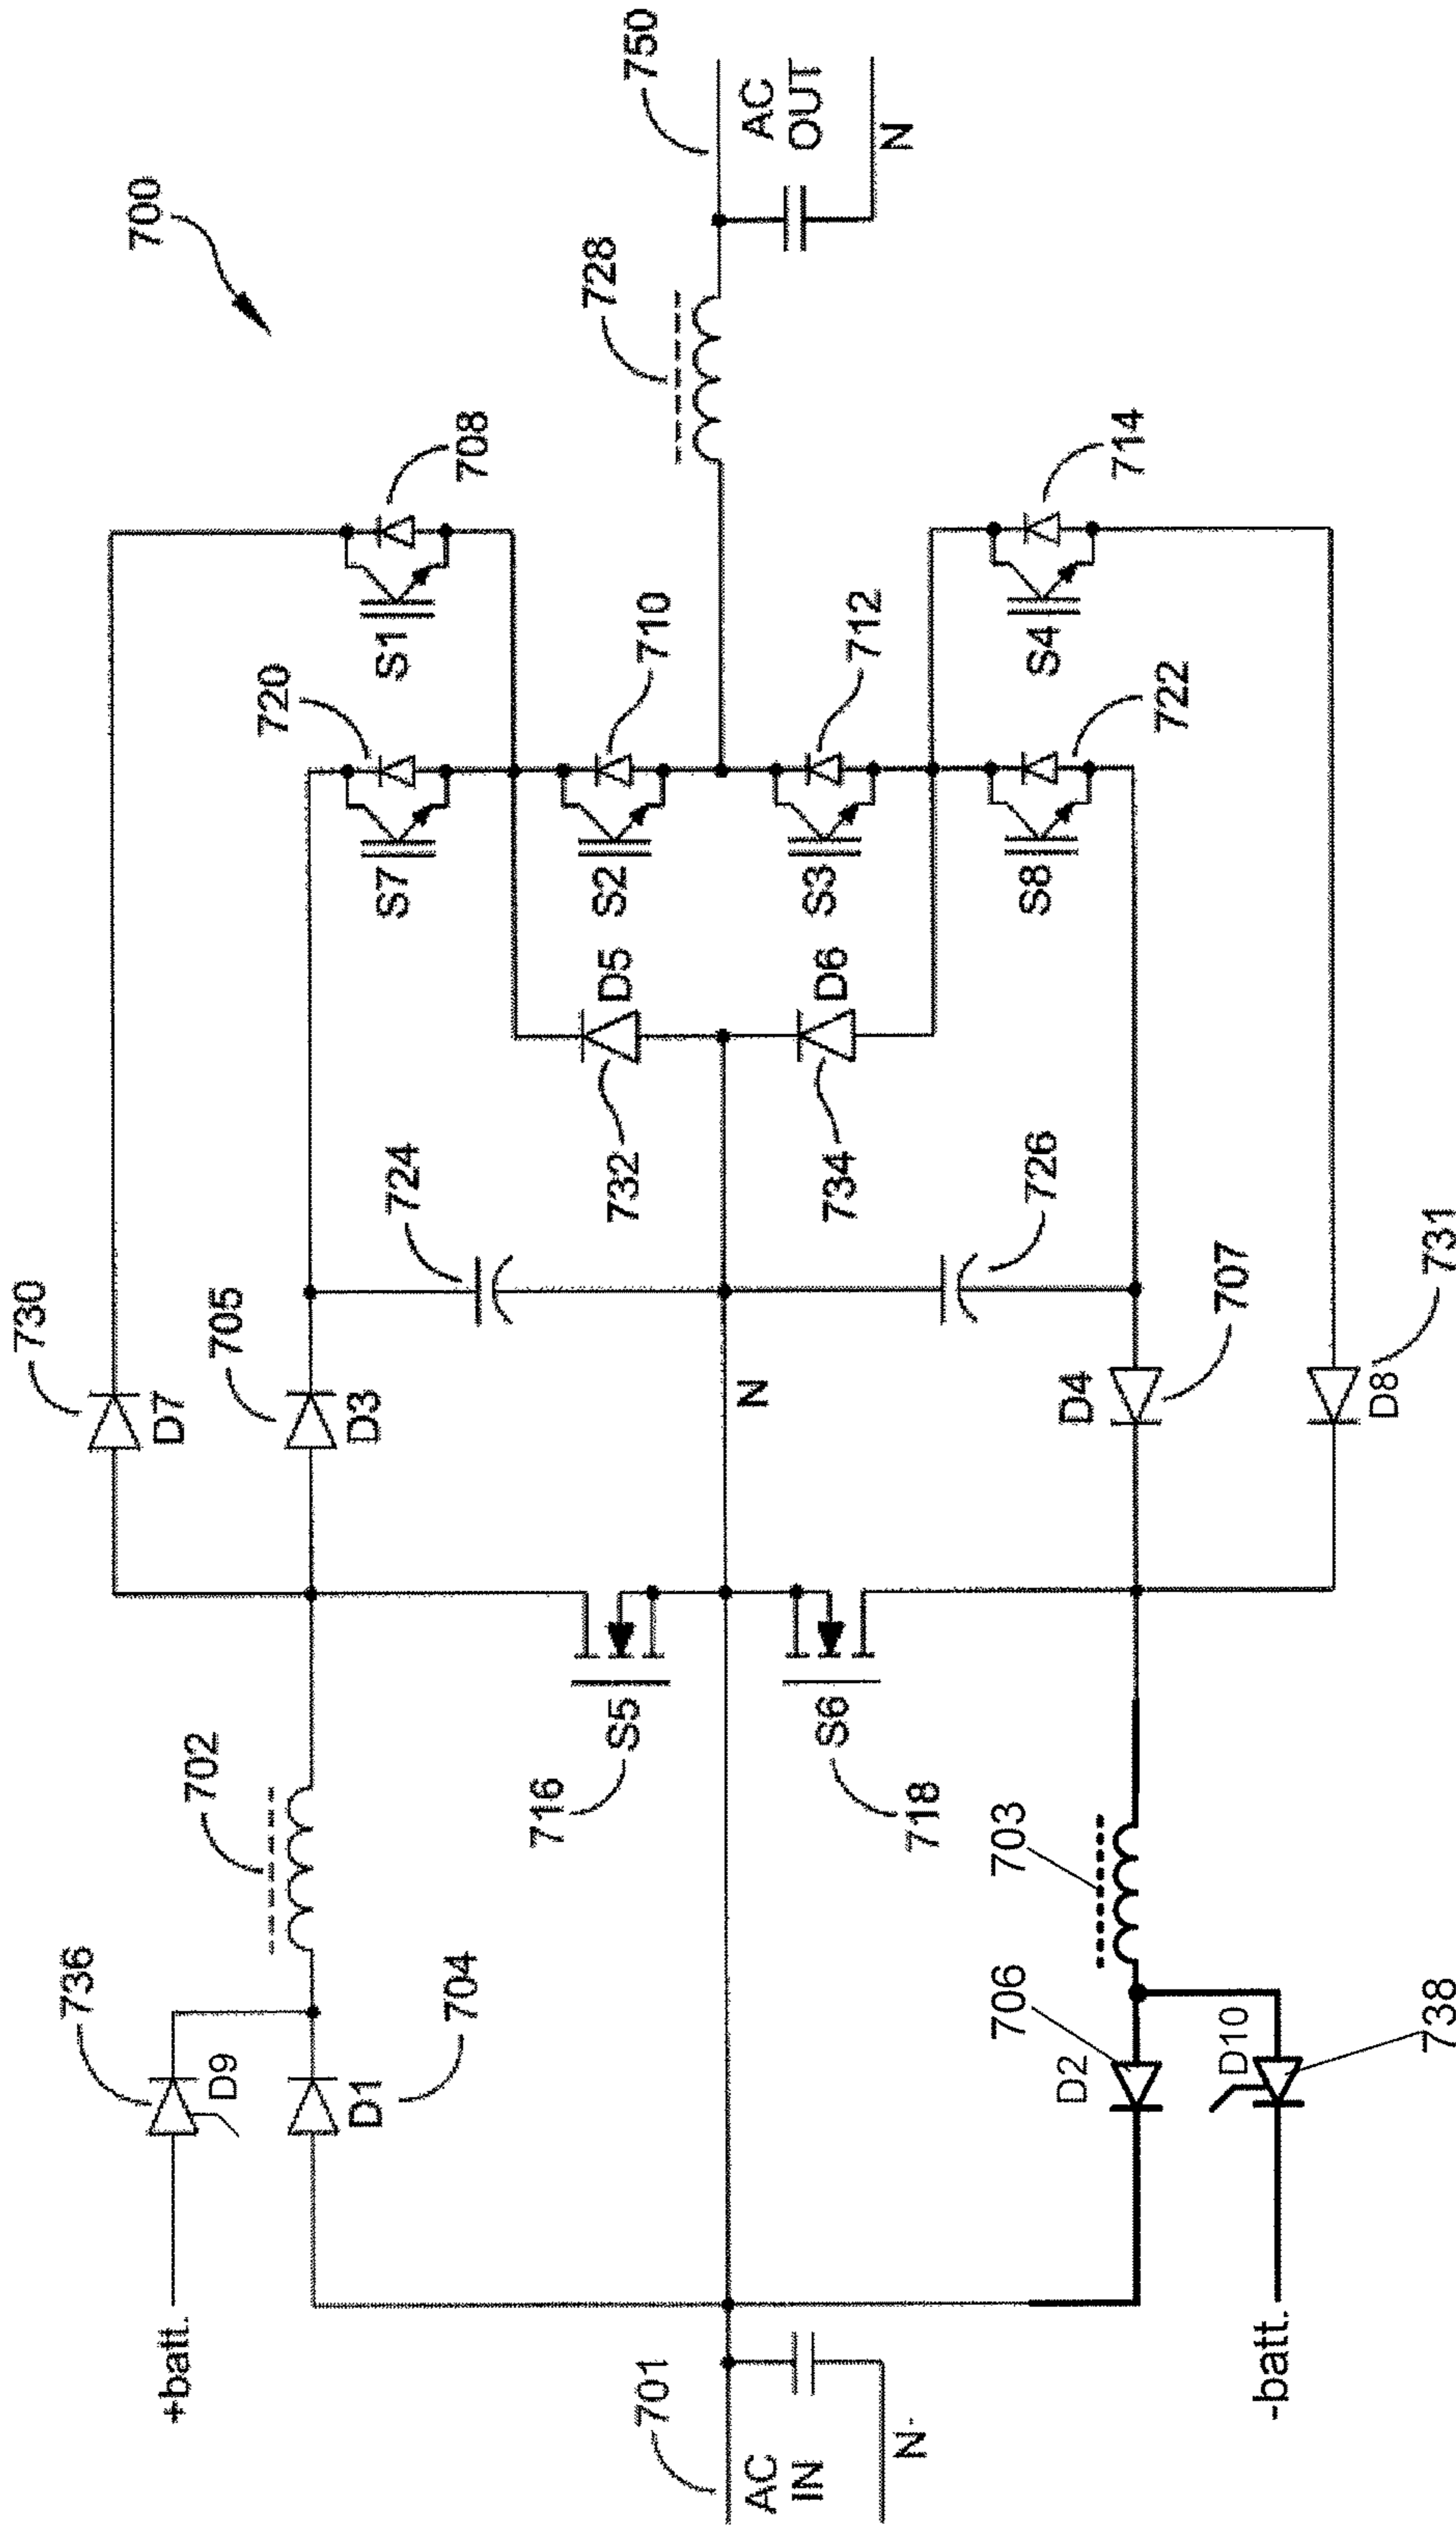 700
730
D7
705
D3
736
D9
+batt.
702
704
D1
724
720
S7
S1
708
732
D5
S2
710
728
750
AC
OUT
N
716
S5
N
701
AC
IN
N.
718
S6
734
D6
S3
712
726
S8
722
S4
714
703
706
D2
D4
707
D10
738
-batt.
D8
731